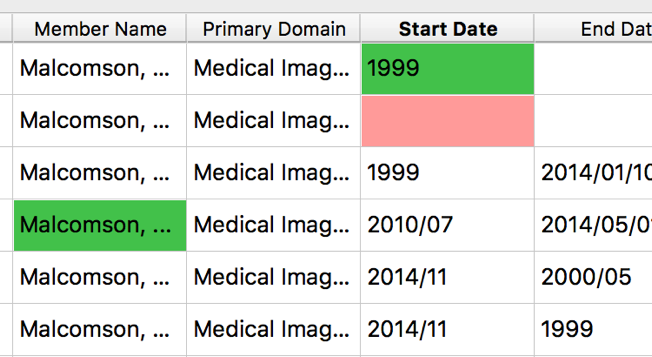 Member Name Primary Domain Start Date End Dat
Malcomson, ... Medical Imag... 1999
Malcomson, ... Medical Imag...
Malcomson, ... Medical Imag... 1999 2014/01/10
Malcomson, ... Medical Imag... 2010/07 2014/05/0
Malcomson, ... Medical Imag... 2014/11 2000/05
Malcomson, ... Medical Imag... 2014/11 1999